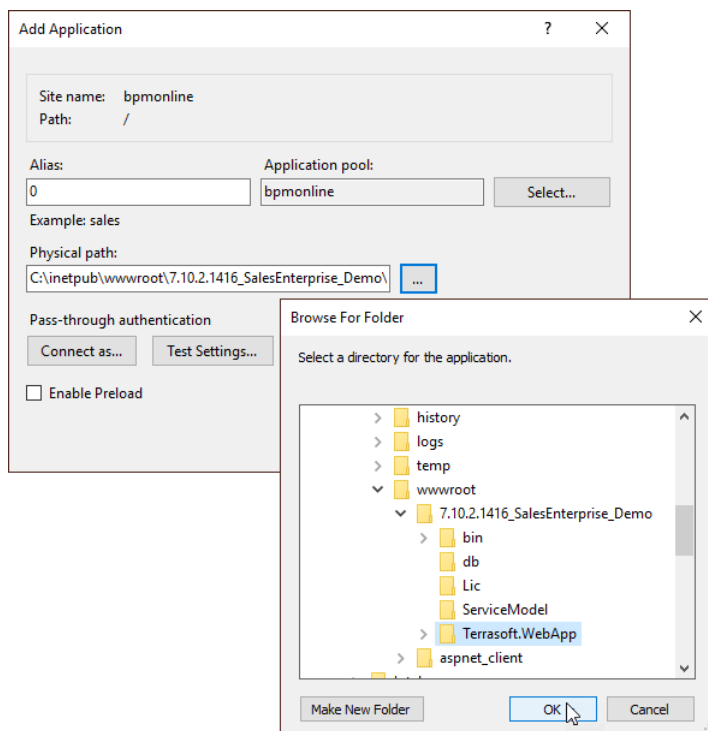 Add Application
?
Site name: bpmonline
Path: /
Alias:
Application pool:
0
bpmonline
Select...
Example: sales
Physical path:
C:\inetpub\wwwroot\7.10.2.1416_SalesEnterprise_Demo\
...
Pass-through authentication
Connect as...
Test Settings...
Enable Preload
Browse For Folder
Select a directory for the application.
history
logs
temp
wwwroot
7.10.2.1416_SalesEnterprise_Demo
bin
db
Lic
ServiceModel
Terrasoft.WebApp
aspnet_client
Make New Folder
OK
Cancel